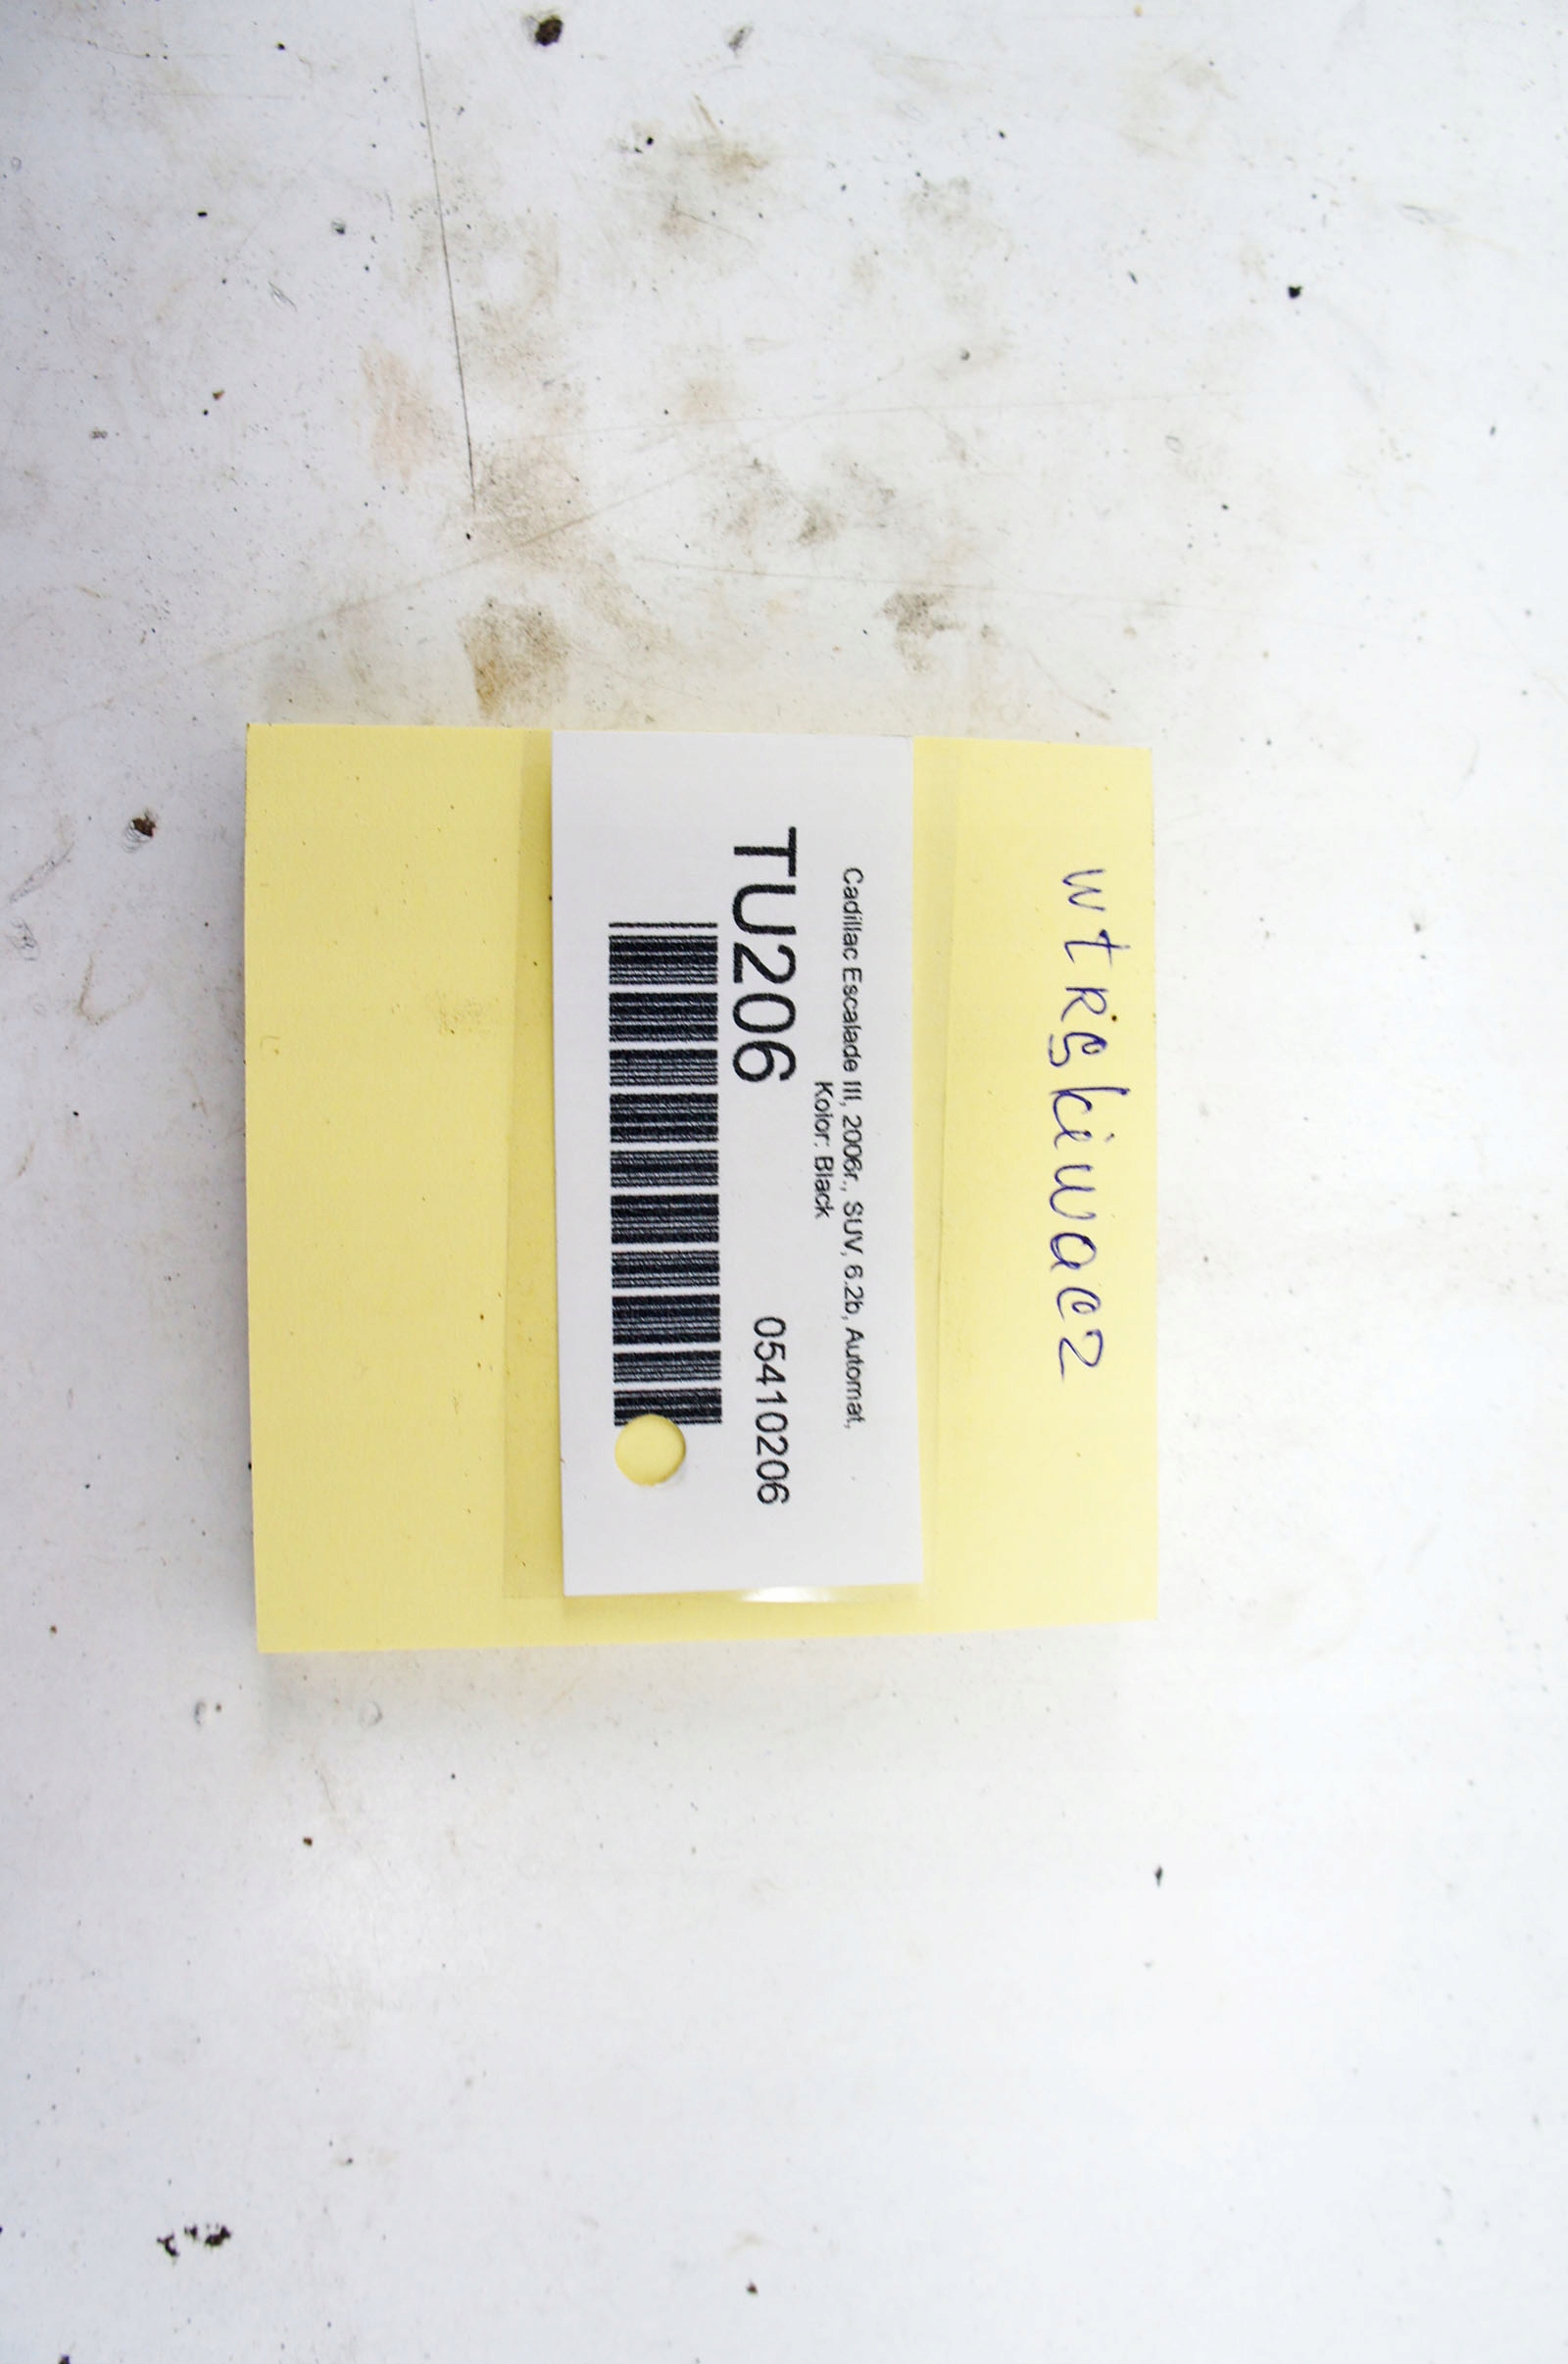 wtRyskiwacz
Cadillac Escalade III, 2006r., SUV, 6.2b, Automat,
Kolor: Black
TU206
05410206